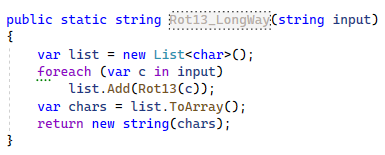 public static string Rot13_LongWay(string input)
{
    var list = new List<char>();
    foreach (var c in input)
        list.Add(Rot13(c));
    var chars = list.ToArray();
    return new string(chars);
}